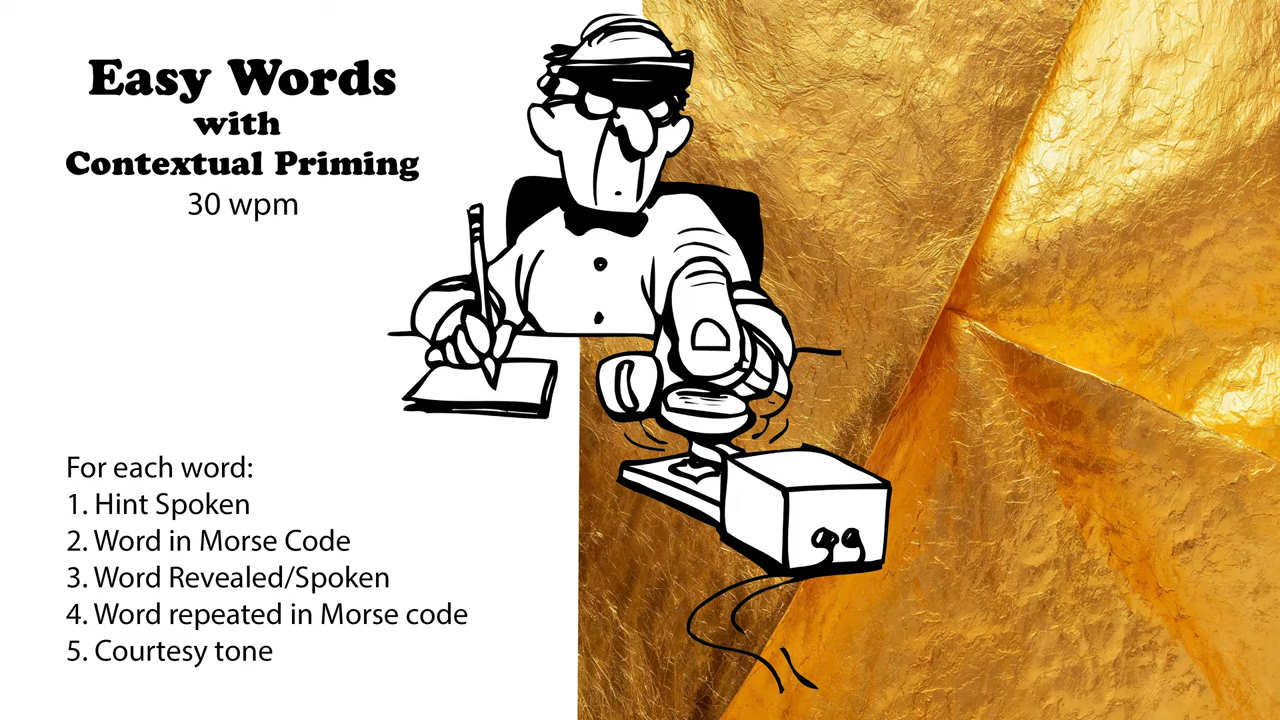 Easy Words
with
Contextual Priming
30 wpm
For each word:
1. Hint Spoken
2. Word in Morse Code
3. Word Revealed/Spoken
4. Word repeated in Morse code
5. Courtesy tone